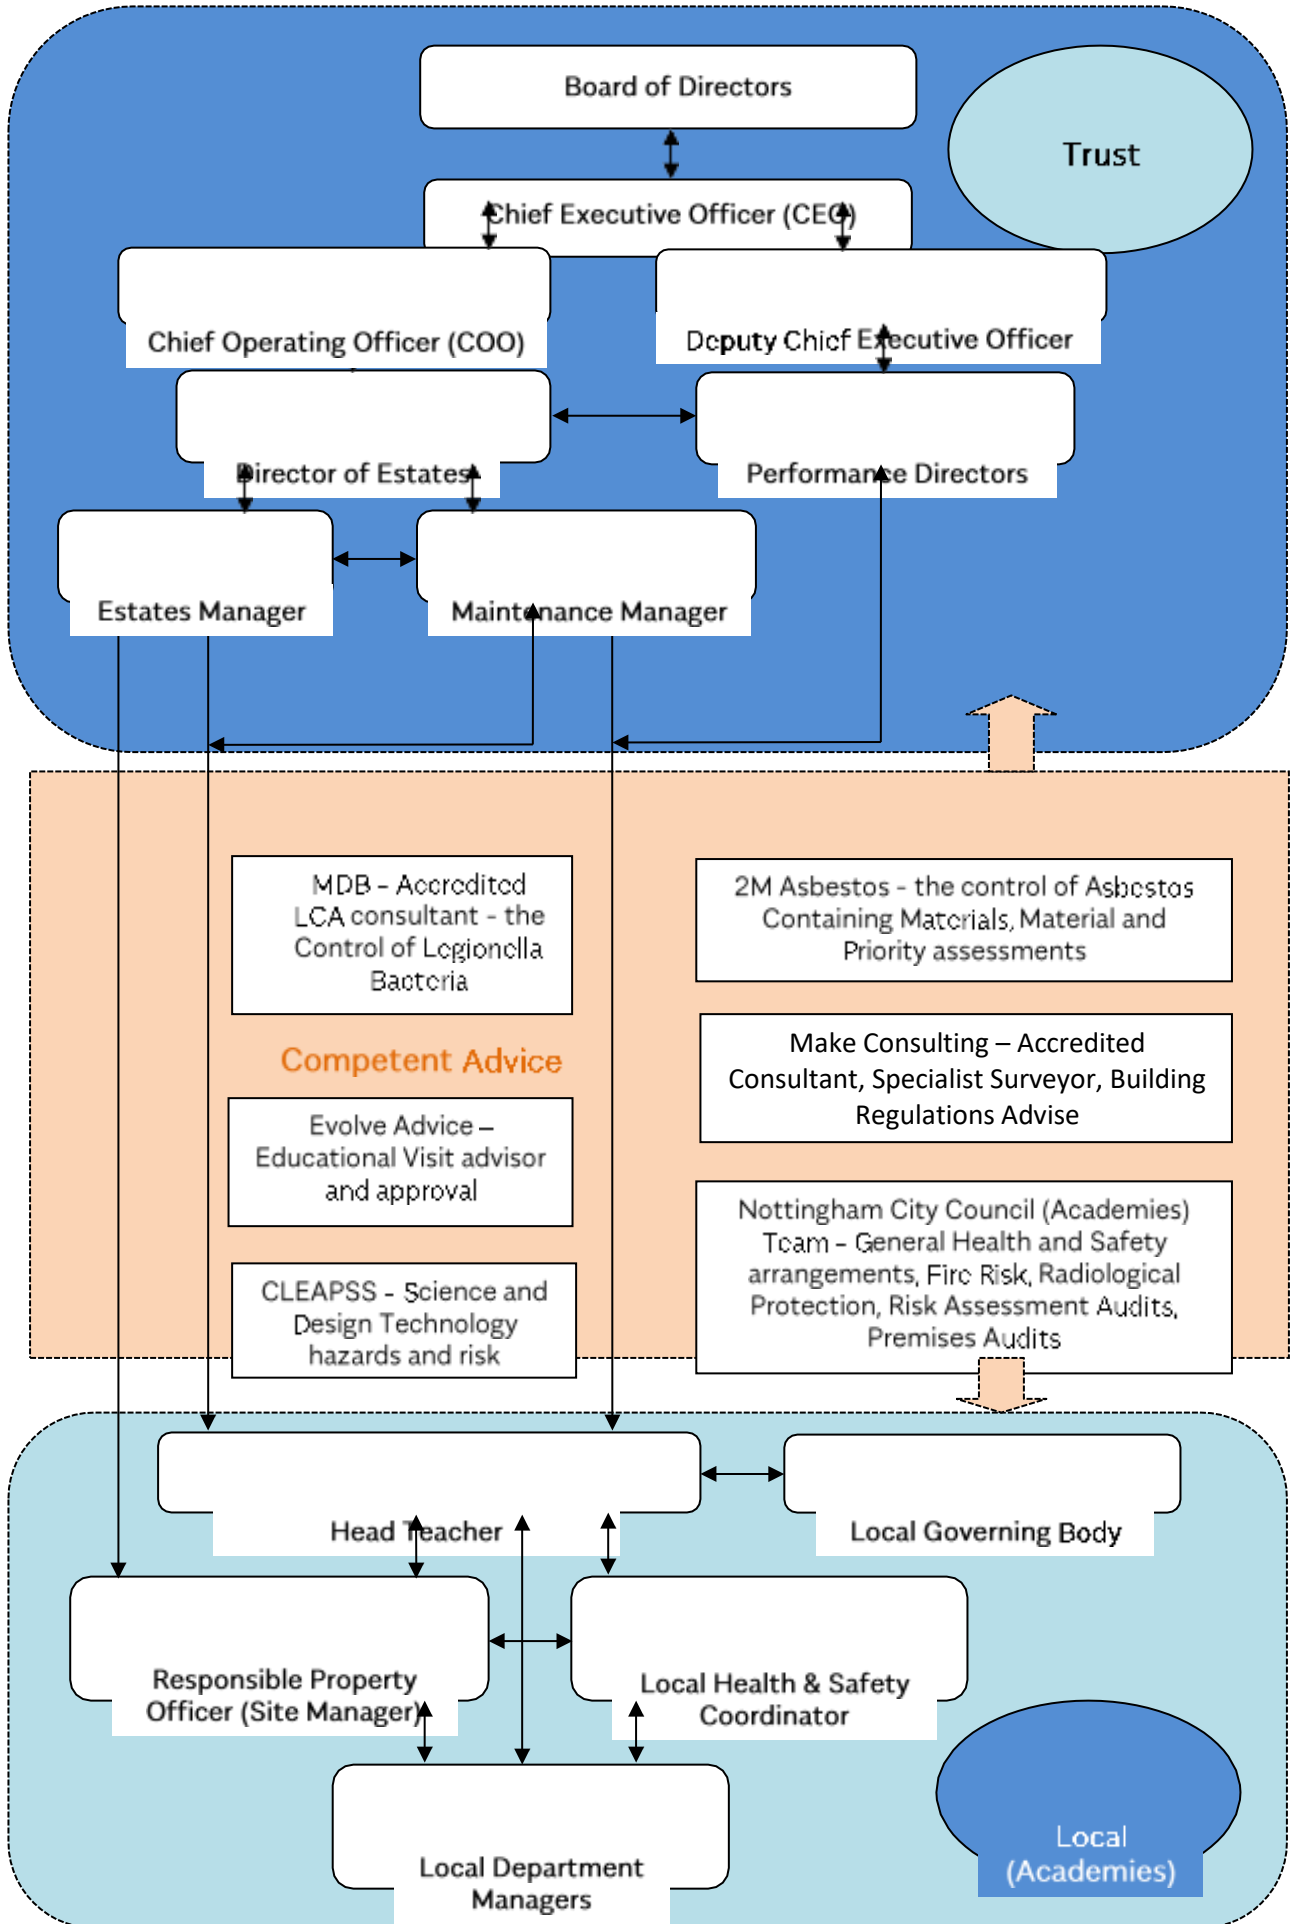 Board of Directors
Trust
Chief Executive Officer (CEO)
Chief Operating Officer (COO)
Deputy Chief Executive Officer
Director of Estates
Performance Directors
Estates Manager
Maintenance Manager
MDB - Accredited
LCA consultant - the
Control of Legionella
Bacteria
2M Asbestos - the control of Asbestos
Containing Materials, Material and
Priority assessments
Competent Advice
Make Consulting – Accredited
Consultant, Specialist Surveyor, Building
Regulations Advise
Evolve Advice –
Educational Visit advisor
and approval
Nottingham City Council (Academies)
Team - General Health and Safety
arrangements, Fire Risk, Radiological
Protection, Risk Assessment Audits,
Premises Audits
CLEAPSS - Science and
Design Technology
hazards and risk
Head Teacher
Local Governing Body
Responsible Property
Officer (Site Manager)
Local Health & Safety
Coordinator
Local Department
Managers
Local
(Academies)